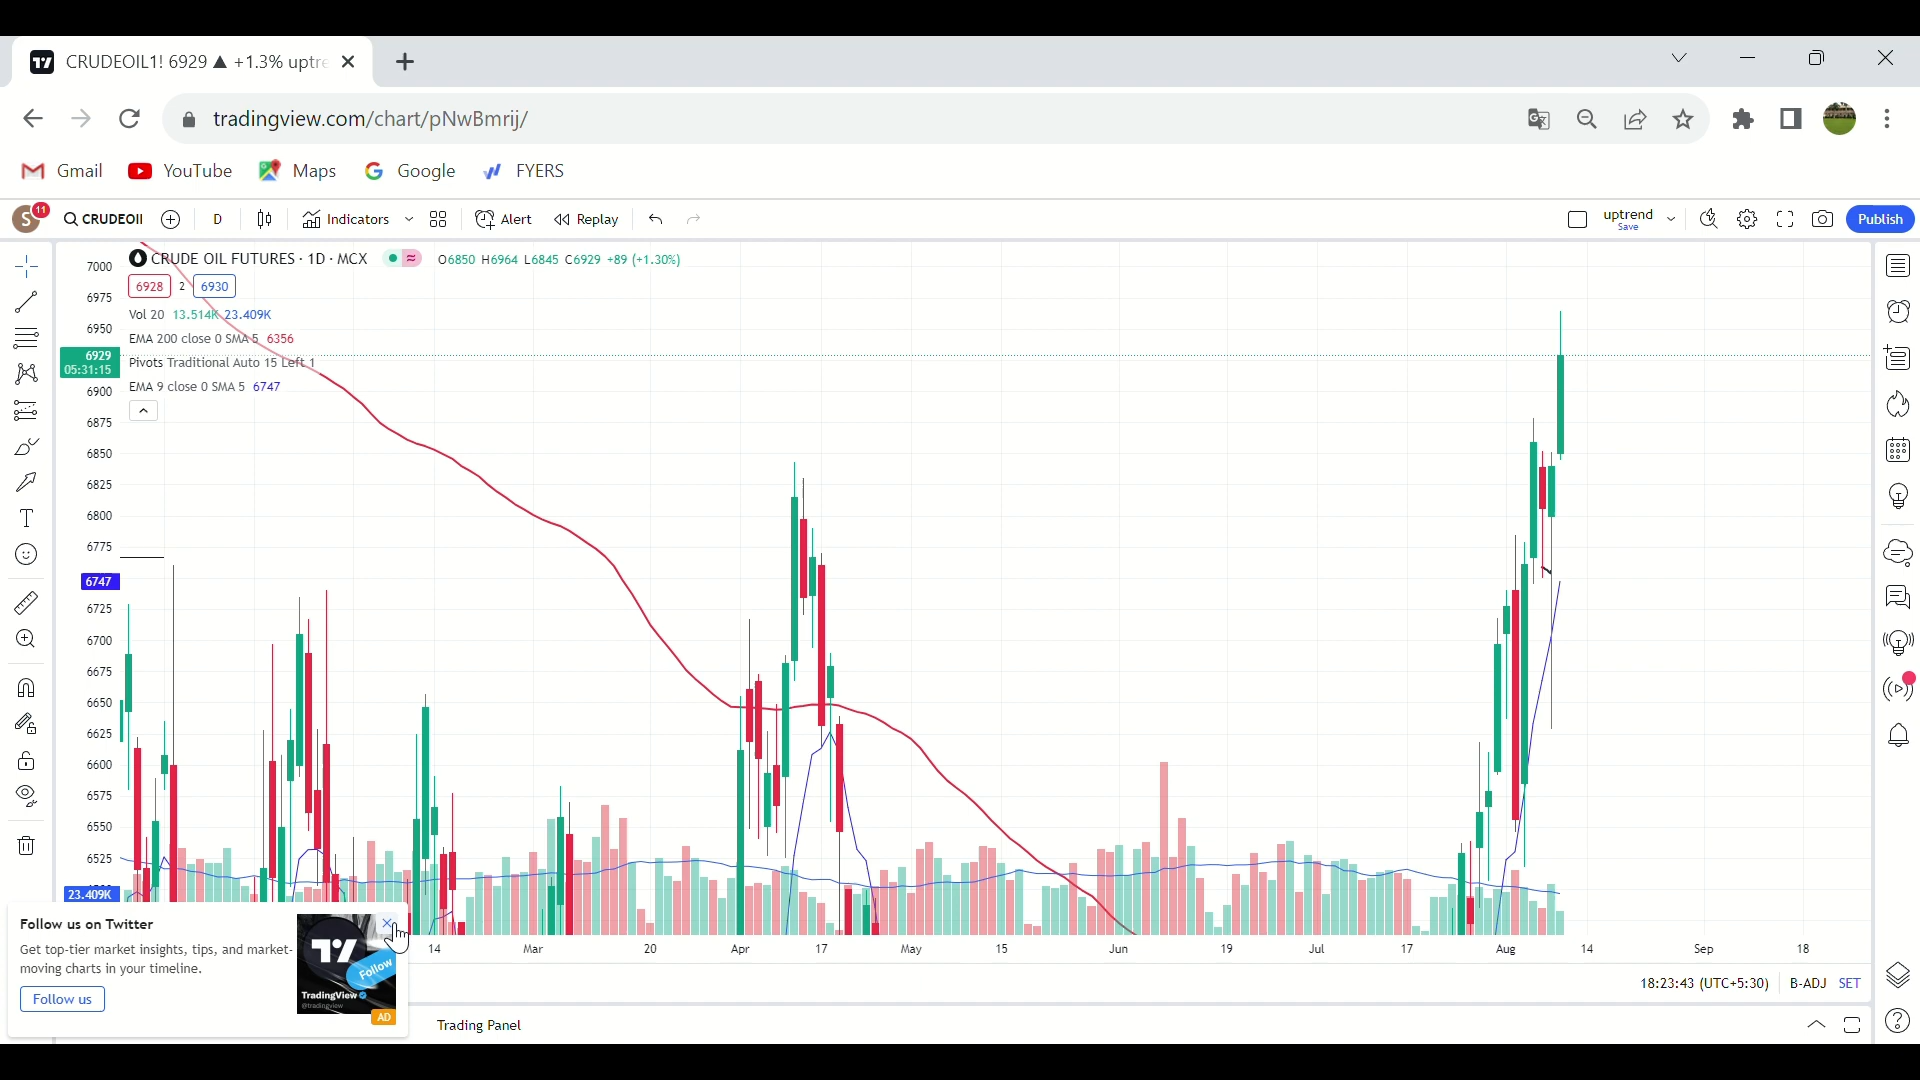 CRUDEOIL1! 6929 ▲ +1.3% uptre
tradingview.com/chart/pNwBmrij/
Gmail YouTube Maps Google FYERS
S 11 CRUDEOIl D Indicators Alert Replay uptrend Save Publish
CRUDE OIL FUTURES · 1D · MCX O6850 H6964 L6845 C6929 +89 (+1.30%)
6928 2 6930
Vol 20 13.514K 23.409K
EMA 200 close 0 SMA 5 6356
Pivots Traditional Auto 15 Left 1
EMA 9 close 0 SMA 5 6747
7000
6975
6950
6929
05:31:15
6900
6875
6850
6825
6800
6775
6747
6725
6700
6675
6650
6625
6600
6575
6550
6525
23.409K
14 Mar 20 Apr 17 May 15 Jun 19 Jul 17 Aug 14 Sep 18
Follow us on Twitter
Get top-tier market insights, tips, and market-
moving charts in your timeline.
Follow us
Follow
TradingView
@tradingview
AD
18:23:43 (UTC+5:30) B-ADJ SET
Trading Panel